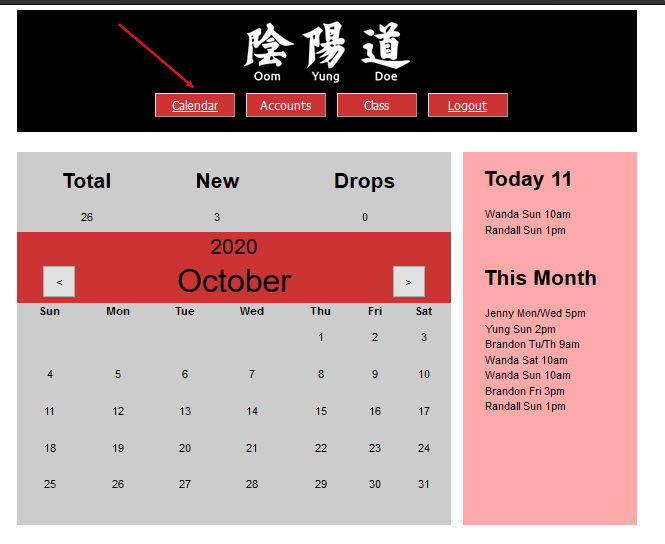 陰陽道
Oom Yung Doe
Calendar Accounts Class Logout
Total New Drops
26 3 0
2020
< October >
Sun Mon Tue Wed Thu Fri Sat
1 2 3
4 5 6 7 8 9 10
11 12 13 14 15 16 17
18 19 20 21 22 23 24
25 26 27 28 29 30 31
Today 11
Wanda Sun 10am
Randall Sun 1pm
This Month
Jenny Mon/Wed 5pm
Yung Sun 2pm
Brandon Tu/Th 9am
Wanda Sat 10am
Wanda Sun 10am
Brandon Fri 3pm
Randall Sun 1pm